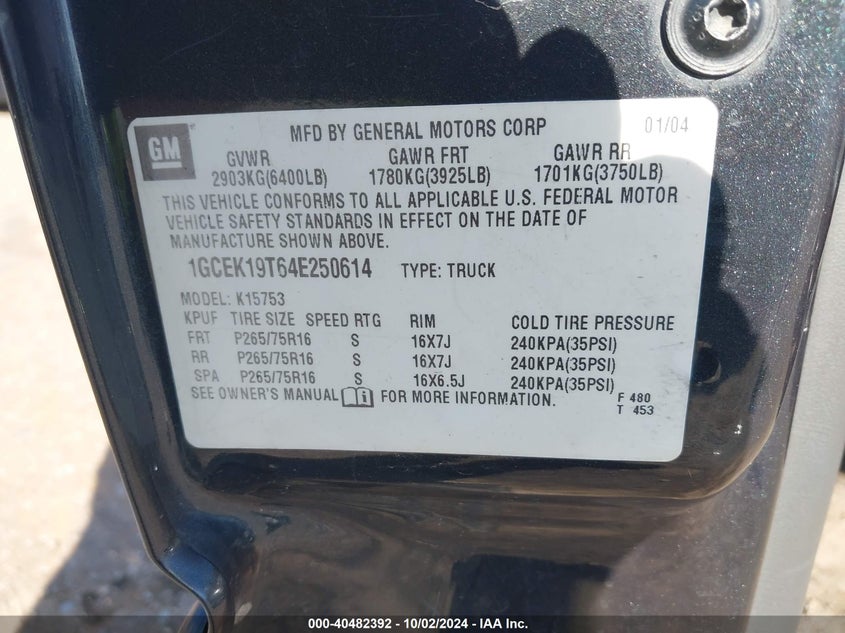 GM
MFD BY GENERAL MOTORS CORP 01/04
GVWR GAWR FRT GAWR RR
2903KG(6400LB) 1780KG(3925LB) 1701KG(3750LB)
THIS VEHICLE CONFORMS TO ALL APPLICABLE U.S. FEDERAL MOTOR
VEHICLE SAFETY STANDARDS IN EFFECT ON THE DATE OF
MANUFACTURE SHOWN ABOVE.
1GCEK19T64E250614 TYPE: TRUCK
MODEL: K15753
KPUF TIRE SIZE SPEED RTG RIM COLD TIRE PRESSURE
FRT P265/75R16 S 16X7J 240KPA(35PSI)
RR P265/75R16 S 16X7J 240KPA(35PSI)
SPA P265/75R16 S 16X6.5J 240KPA(35PSI)
SEE OWNER'S MANUAL i FOR MORE INFORMATION.
F 480
T 453
000-40482392 - 10/02/2024 - IAA, Inc.